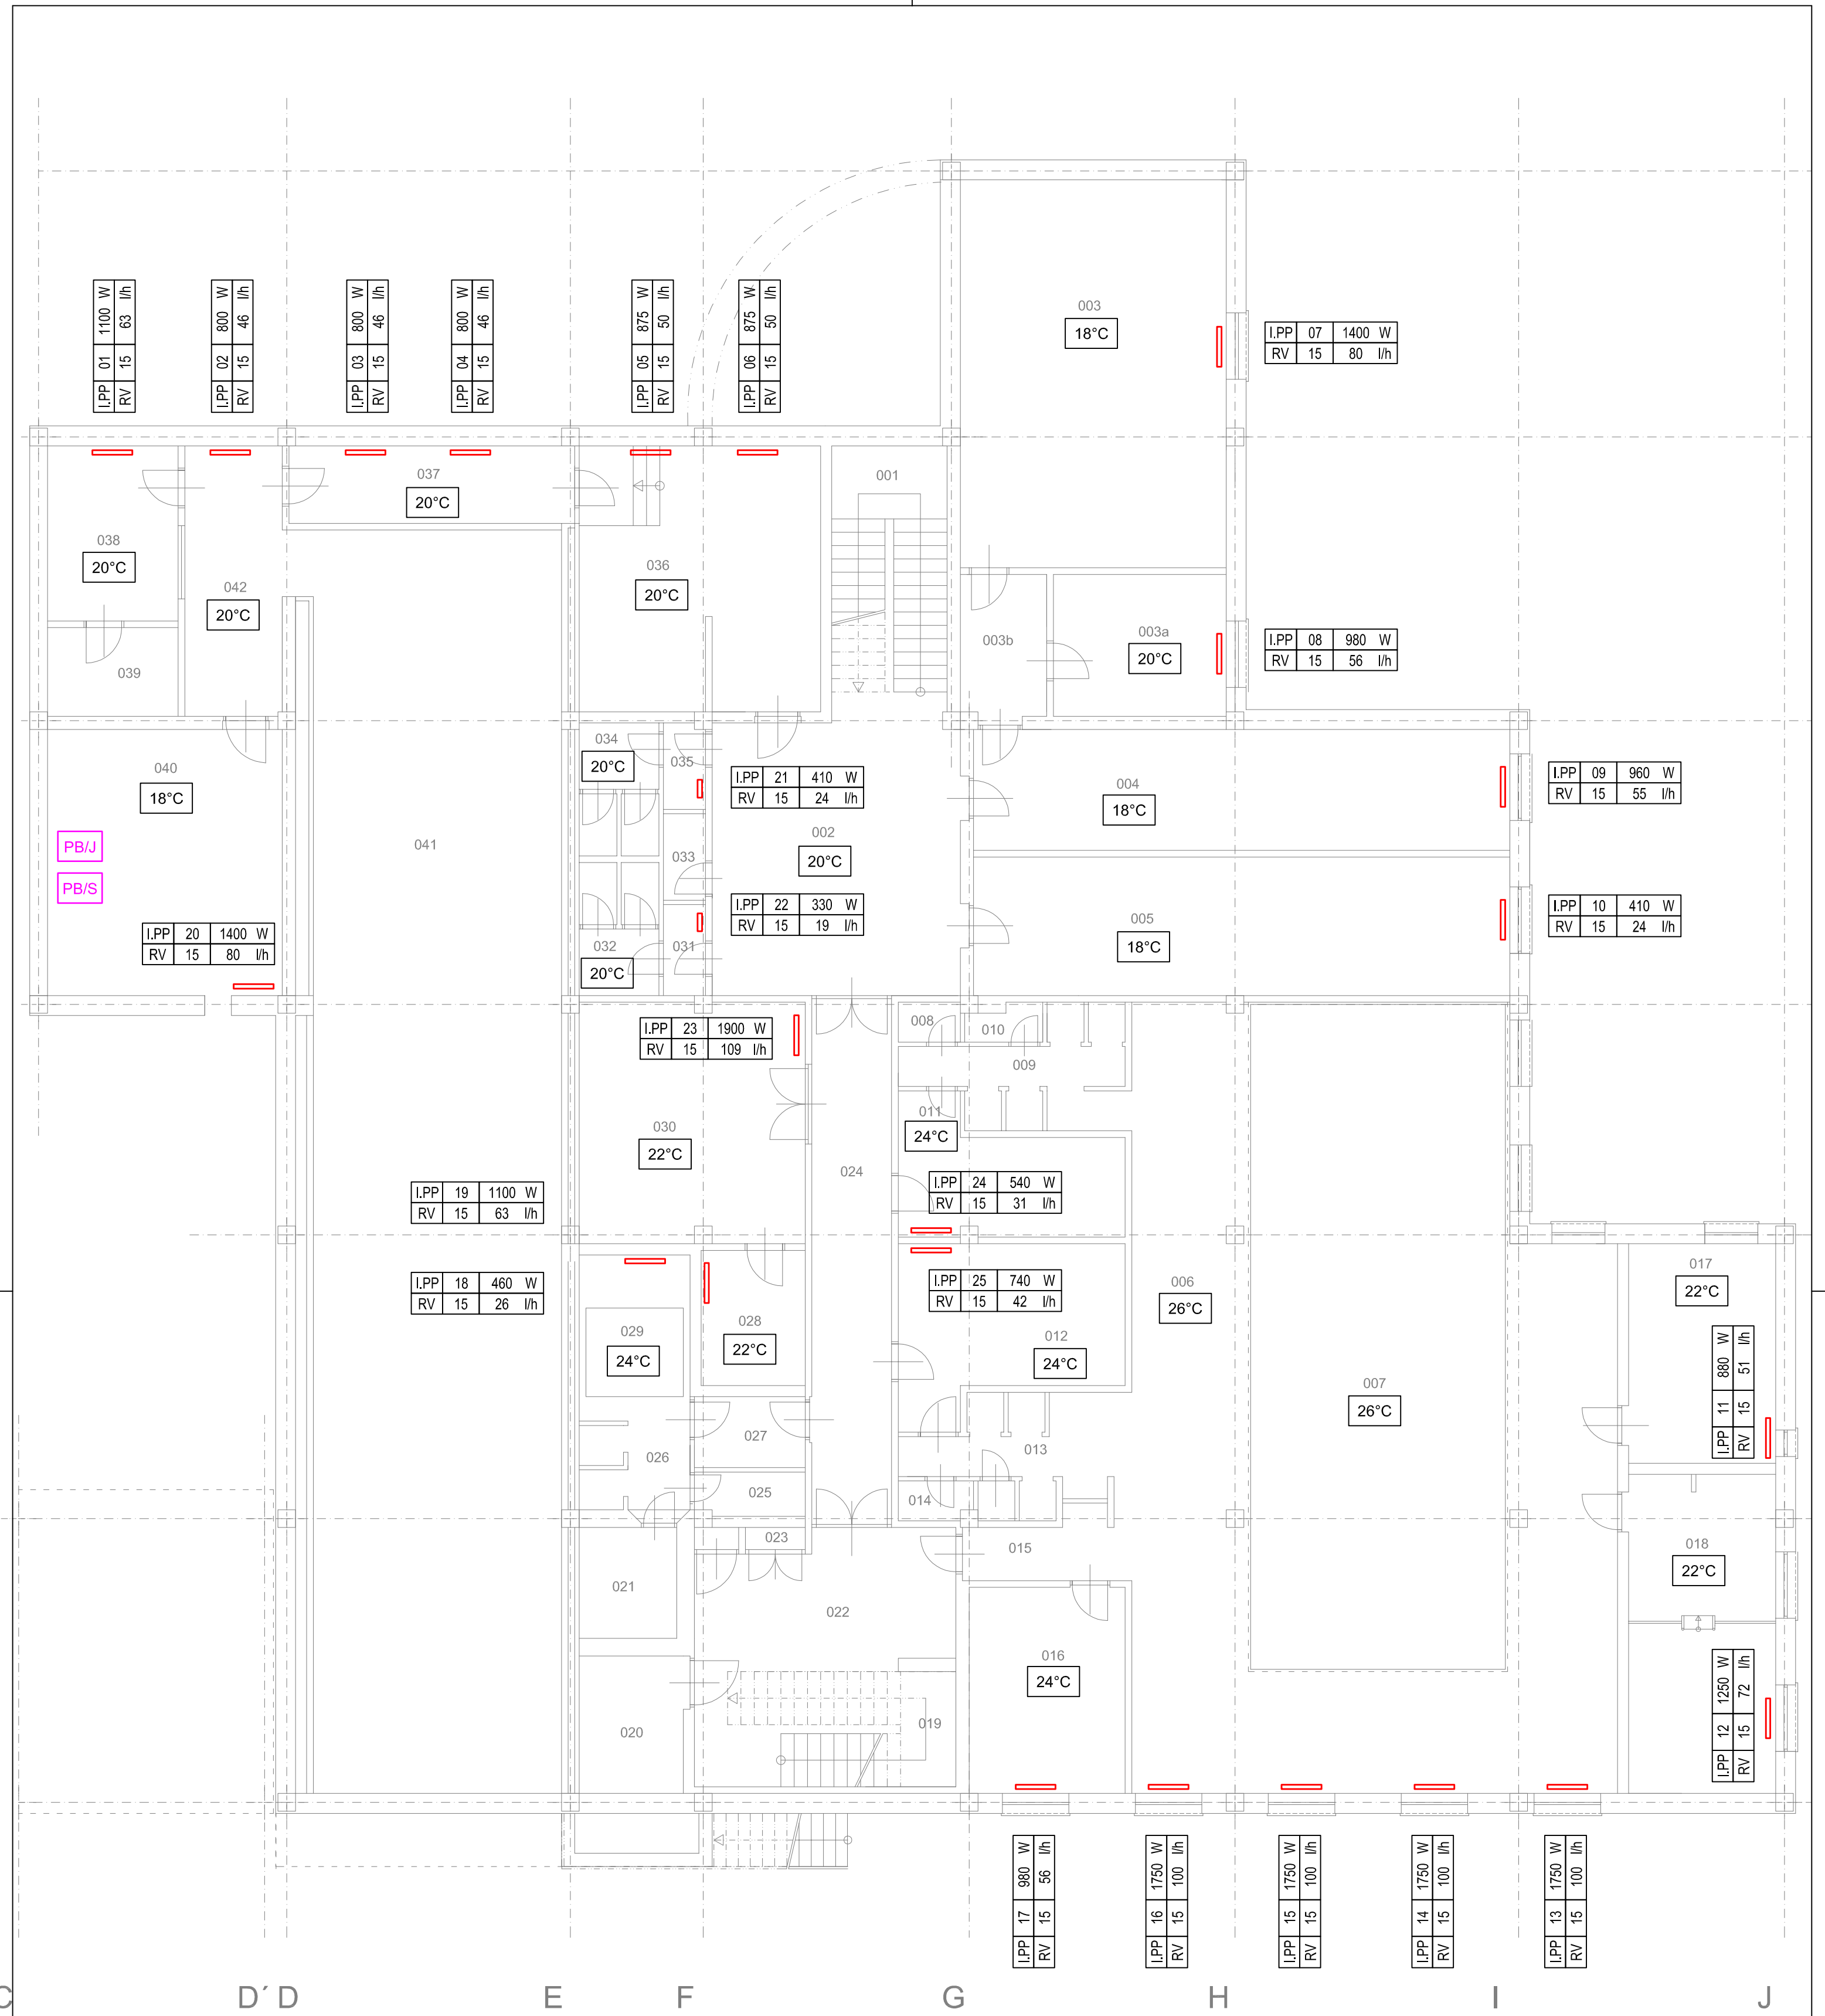 I.PP 01 1100 W
RV 15 63 l/h
I.PP 02 800 W
RV 15 46 l/h
I.PP 03 800 W
RV 15 46 l/h
I.PP 04 800 W
RV 15 46 l/h
I.PP 05 875 W
RV 15 50 l/h
I.PP 06 875 W
RV 15 50 l/h
003
18°C
I.PP 07 1400 W
RV 15 80 l/h
001
037
20°C
038
20°C
036
20°C
042
20°C
039
003b
003a
20°C
I.PP 08 980 W
RV 15 56 l/h
034
20°C
035
040
18°C
I.PP 21 410 W
RV 15 24 l/h
004
18°C
I.PP 09 960 W
RV 15 55 l/h
PB/J
PB/S
041
033
002
20°C
I.PP 22 330 W
RV 15 19 l/h
005
18°C
I.PP 10 410 W
RV 15 24 l/h
I.PP 20 1400 W
RV 15 80 l/h
032
20°C
031
I.PP 23 1900 W
RV 15 109 l/h
008
010
009
011
24°C
030
22°C
024
I.PP 24 540 W
RV 15 31 l/h
I.PP 19 1100 W
RV 15 63 l/h
I.PP 18 460 W
RV 15 26 l/h
I.PP 25 740 W
RV 15 42 l/h
006
26°C
017
22°C
028
22°C
029
24°C
012
24°C
007
26°C
I.PP 11 880 W
RV 15 51 l/h
027
026
013
025
014
023
015
018
22°C
021
022
016
24°C
020
019
I.PP 12 1250 W
RV 15 72 l/h
I.PP 17 980 W
RV 15 56 l/h
I.PP 16 1750 W
RV 15 100 l/h
I.PP 15 1750 W
RV 15 100 l/h
I.PP 14 1750 W
RV 15 100 l/h
I.PP 13 1750 W
RV 15 100 l/h
C D´ D E F G H I J